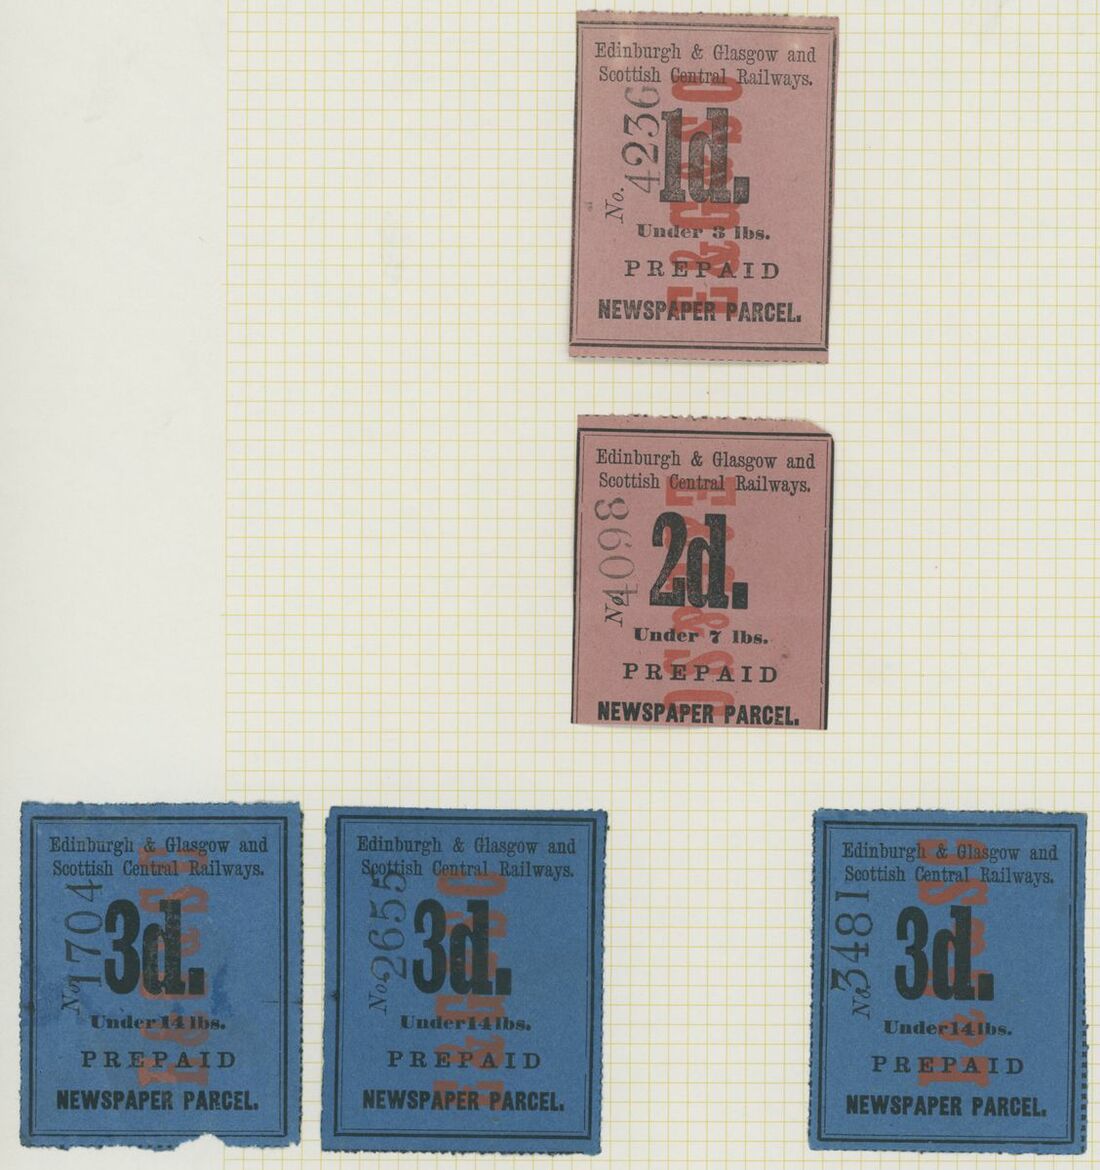 Edinburgh & Glasgow and
Scottish Central Railways.
No. 4236
1d.
Under 3 lbs.
PREPAID
NEWSPAPER PARCEL.
E&G&SC
Edinburgh & Glasgow and
Scottish Central Railways.
No. 4098
2d.
Under 7 lbs.
PREPAID
NEWSPAPER PARCEL.
Edinburgh & Glasgow and
Scottish Central Railways.
No. 1704
3d.
Under 14 lbs.
PREPAID
NEWSPAPER PARCEL.
Edinburgh & Glasgow and
Scottish Central Railways.
No. 2655
3d.
Under 14 lbs.
PREPAID
NEWSPAPER PARCEL.
E&G&SC
Edinburgh & Glasgow and
Scottish Central Railways.
No. 3481
3d.
Under 14 lbs.
PREPAID
NEWSPAPER PARCEL.